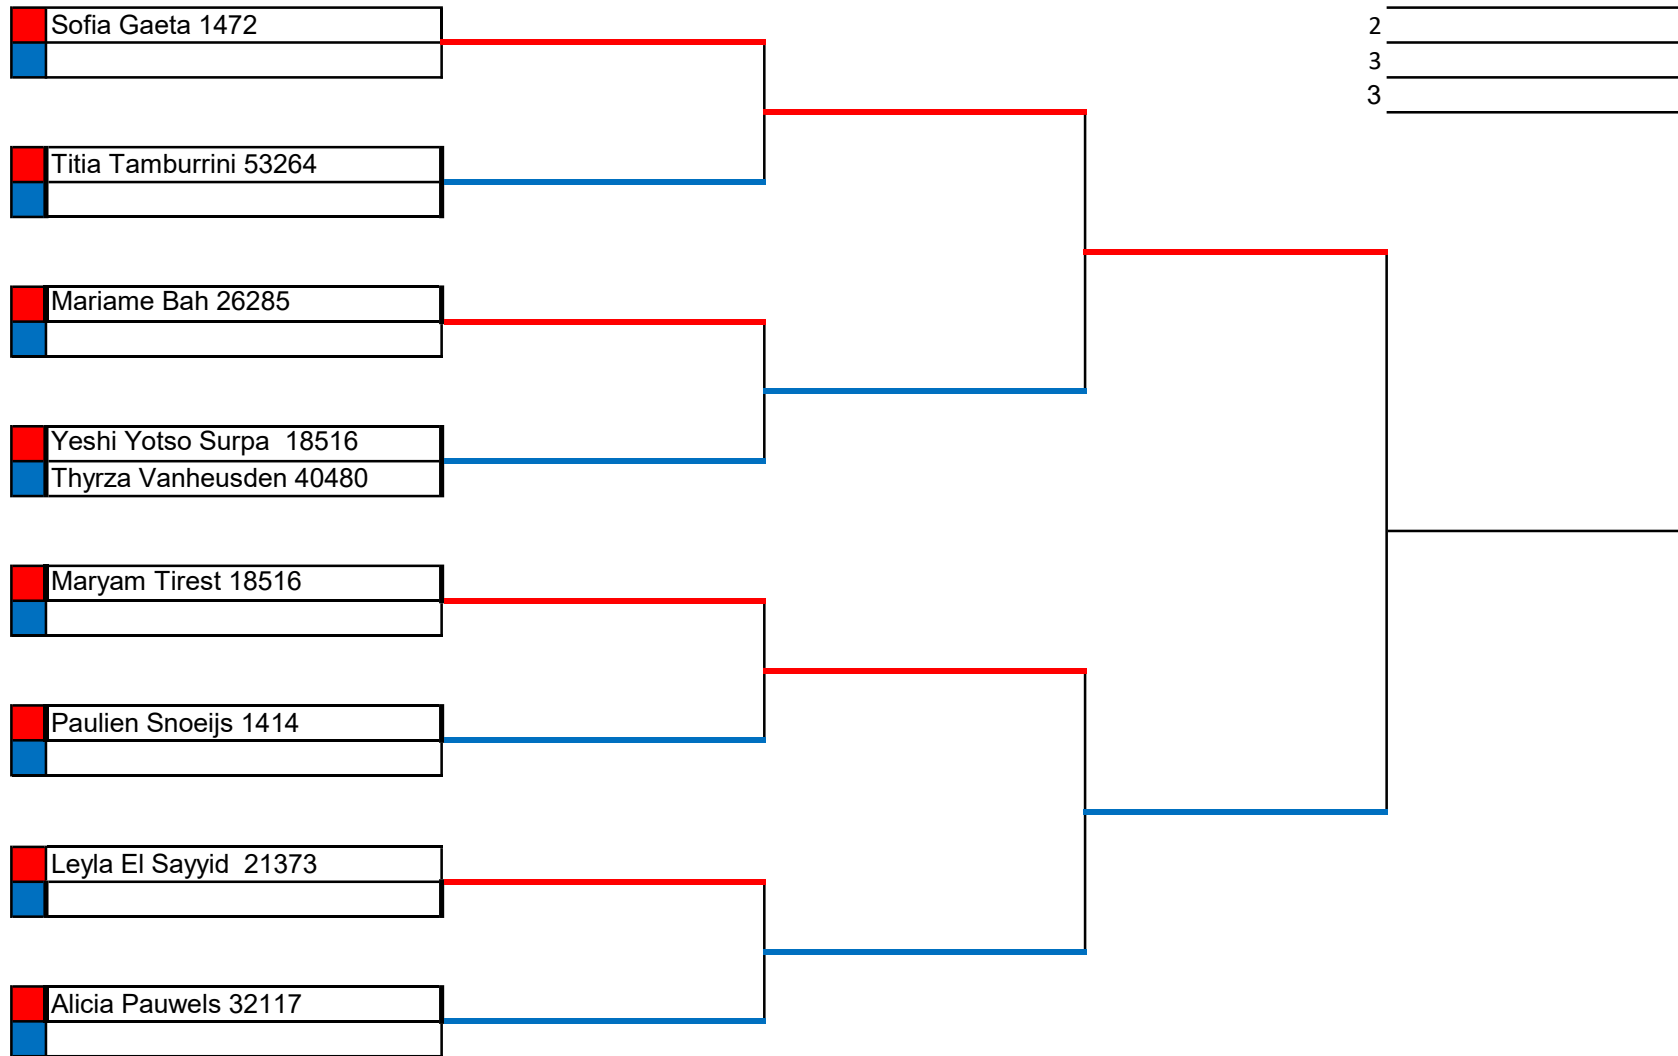 Sofia Gaeta 1472
2
3
3
Titia Tamburrini 53264
Mariame Bah 26285
Yeshi Yotso Surpa  18516
Thyrza Vanheusden 40480
Maryam Tirest 18516
Paulien Snoeijs 1414
Leyla El Sayyid  21373
Alicia Pauwels 32117